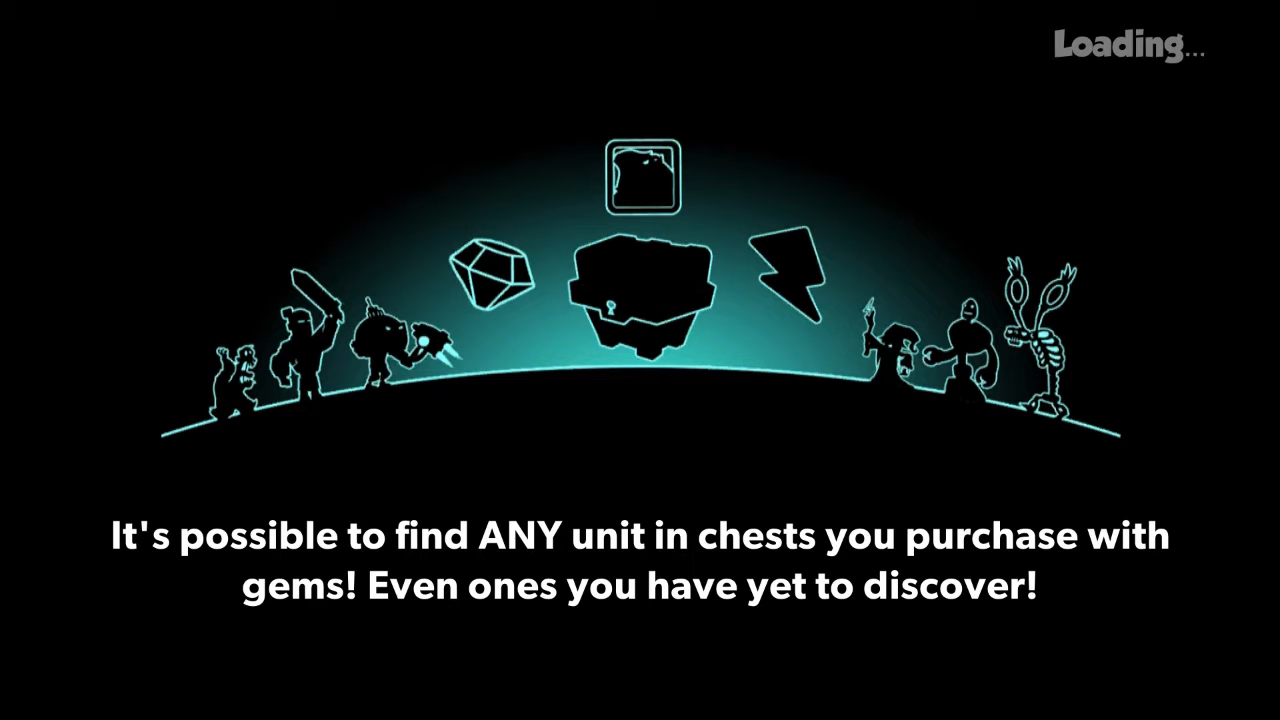 Loading...
It's possible to find ANY unit in chests you purchase with
gems! Even ones you have yet to discover!